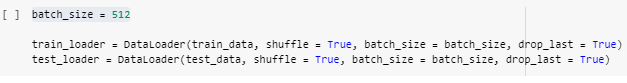 [ ] batch_size = 512
train_loader = DataLoader(train_data, shuffle = True, batch_size = batch_size, drop_last = True)
test_loader = DataLoader(test_data, shuffle = True, batch_size = batch_size, drop_last = True)